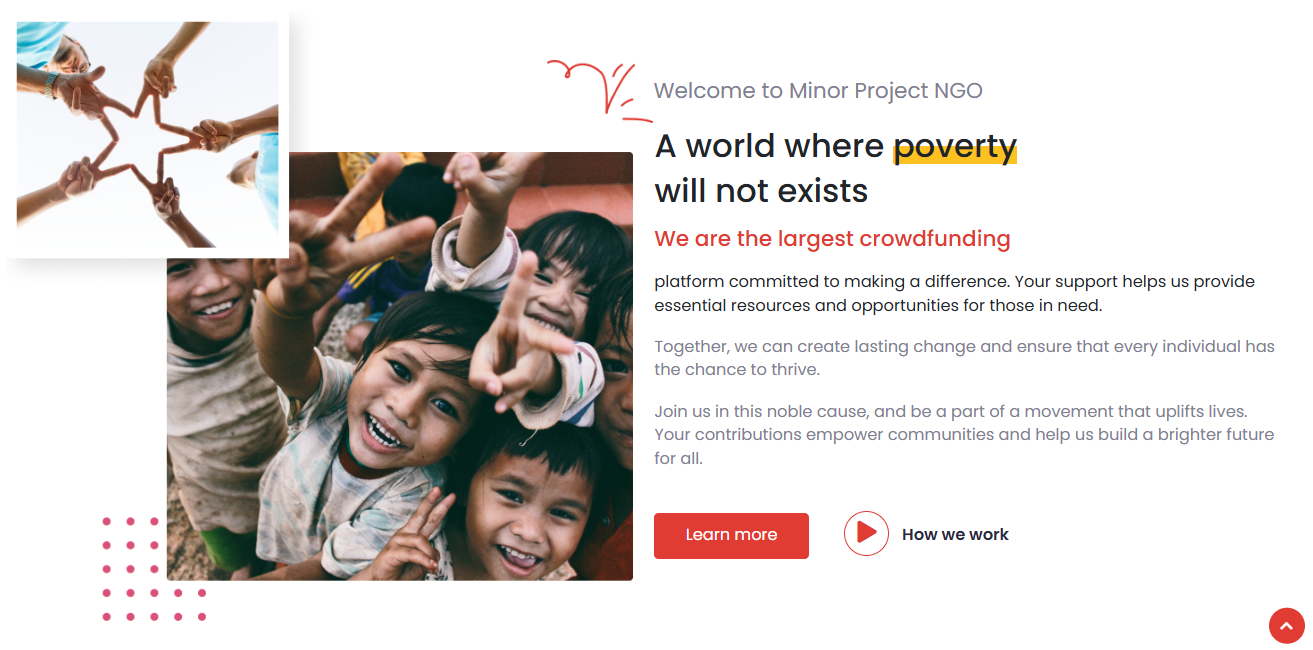 Welcome to Minor Project NGO
A world where poverty
will not exists
We are the largest crowdfunding
platform committed to making a difference. Your support helps us provide
essential resources and opportunities for those in need.
Together, we can create lasting change and ensure that every individual has
the chance to thrive.
Join us in this noble cause, and be a part of a movement that uplifts lives.
Your contributions empower communities and help us build a brighter future
for all.
Learn more
How we work